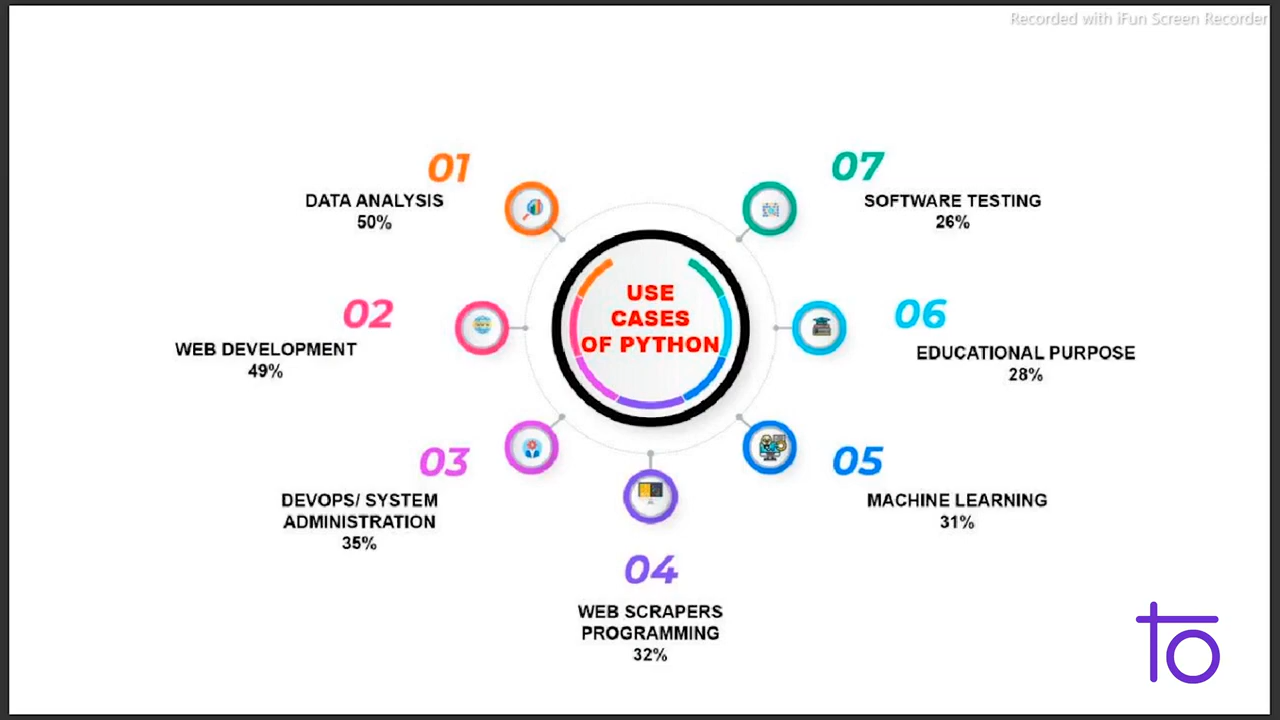 Recorded with iFun Screen Recorder
01
DATA ANALYSIS
50%
02
WEB DEVELOPMENT
49%
03
DEVOPS/ SYSTEM
ADMINISTRATION
35%
04
WEB SCRAPERS
PROGRAMMING
32%
05
MACHINE LEARNING
31%
06
EDUCATIONAL PURPOSE
28%
07
SOFTWARE TESTING
26%
USE
CASES
OF PYTHON
to